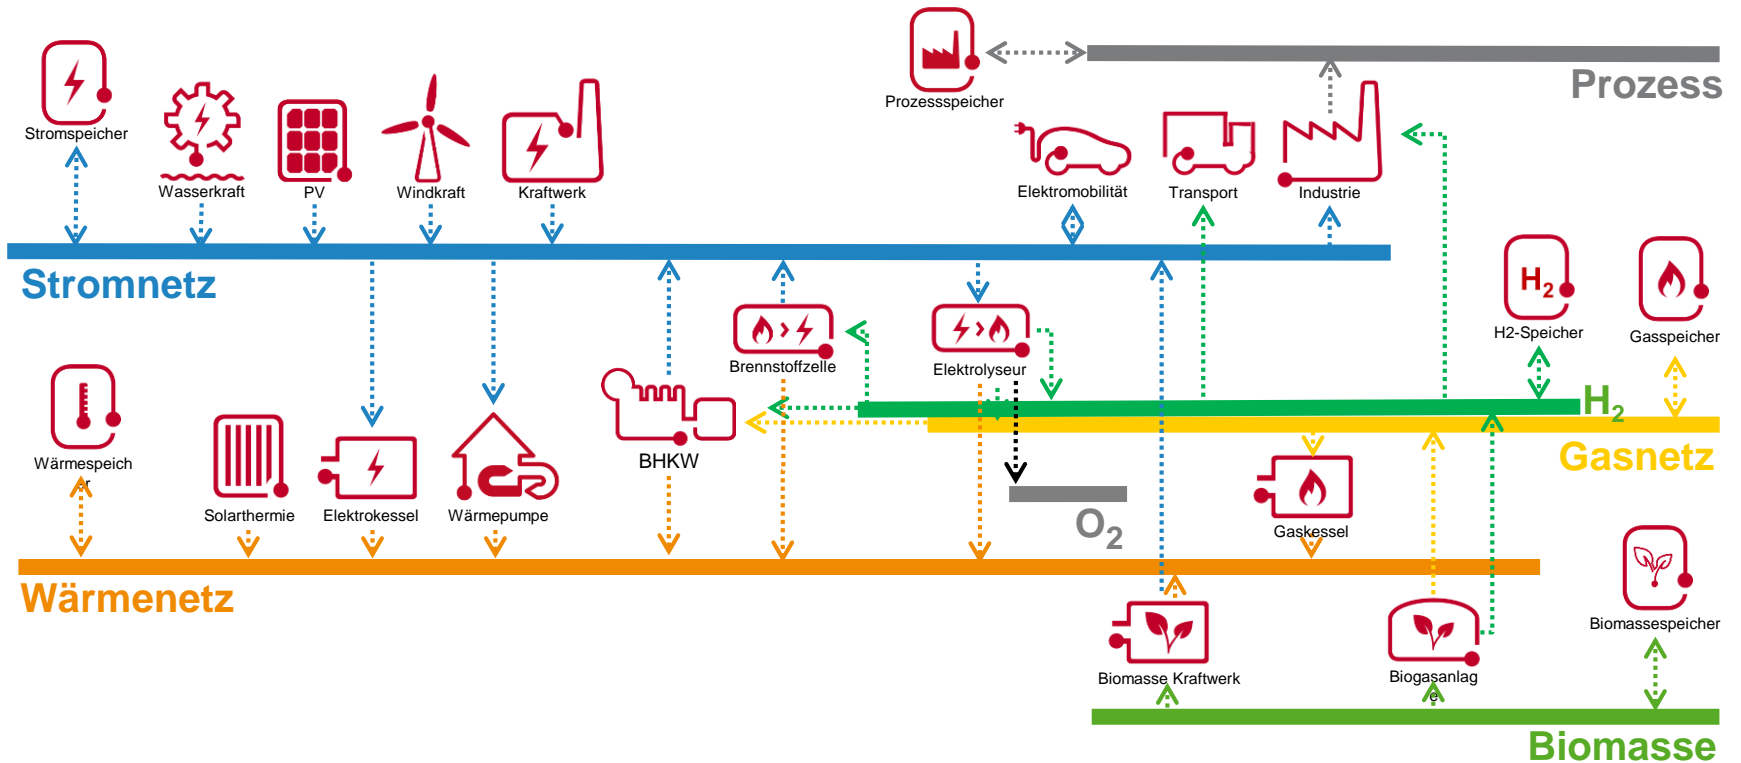 Prozessspeicher
Prozess
Stromspeicher
Wasserkraft
PV
Windkraft
Kraftwerk
Elektromobilität
Transport
Industrie
Stromnetz
H₂
H2-Speicher
Gasspeicher
Brennstoffzelle
Elektrolyseur
H₂
Gasnetz
Wärmespeich
er
BHKW
Solarthermie
Elektrokessel
Wärmepumpe
O₂
Gaskessel
Wärmenetz
Biomassespeicher
Biomasse Kraftwerk
Biogasanlag
e
Biomasse